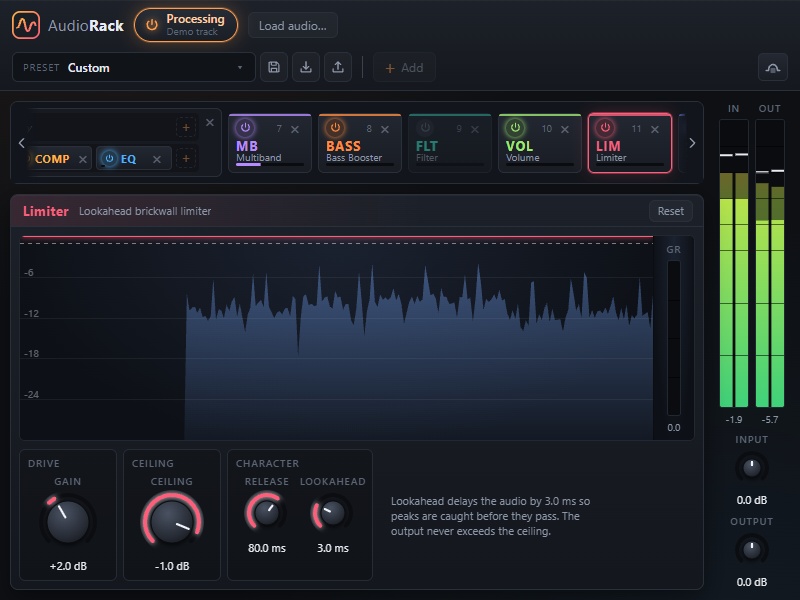 AudioRack
Processing
Demo track
Load audio...
PRESET Custom
+ Add
COMP
EQ
7
MB
Multiband
8
BASS
Bass Booster
9
FLT
Filter
10
VOL
Volume
11
LIM
Limiter
IN OUT
Limiter Lookahead brickwall limiter
Reset
-6
-12
-18
-24
GR
0.0
-1.9 -5.7
INPUT
0.0 dB
OUTPUT
0.0 dB
DRIVE
GAIN
+2.0 dB
CEILING
CEILING
-1.0 dB
CHARACTER
RELEASE LOOKAHEAD
80.0 ms 3.0 ms
Lookahead delays the audio by 3.0 ms so
peaks are caught before they pass. The
output never exceeds the ceiling.